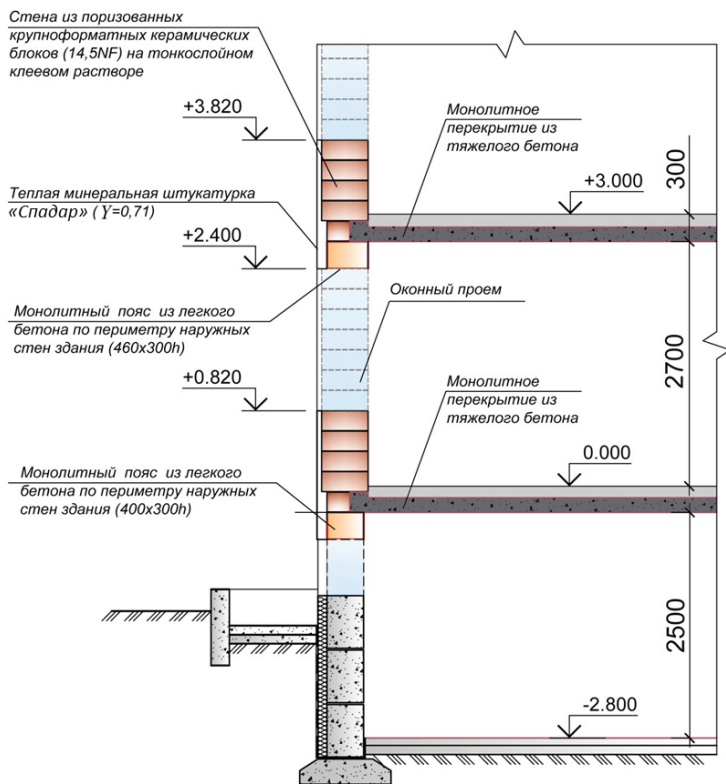 Стена из поризованных
крупноформатных керамических
блоков (14,5NF) на тонкослойном
клеевом растворе
+3.820
Монолитное
перекрытие из
тяжелого бетона
300
Теплая минеральная штукатурка
«Спадар» (Υ=0,71)
+3.000
+2.400
Оконный проем
Монолитный пояс из легкого
бетона по периметру наружных
стен здания (460х300h)
2700
+0.820
Монолитное
перекрытие из
тяжелого бетона
0.000
Монолитный пояс из легкого
бетона по периметру наружных
стен здания (400х300h)
2500
-2.800